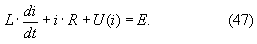 L · di/dt + i · R + U(i) = E.    (47)